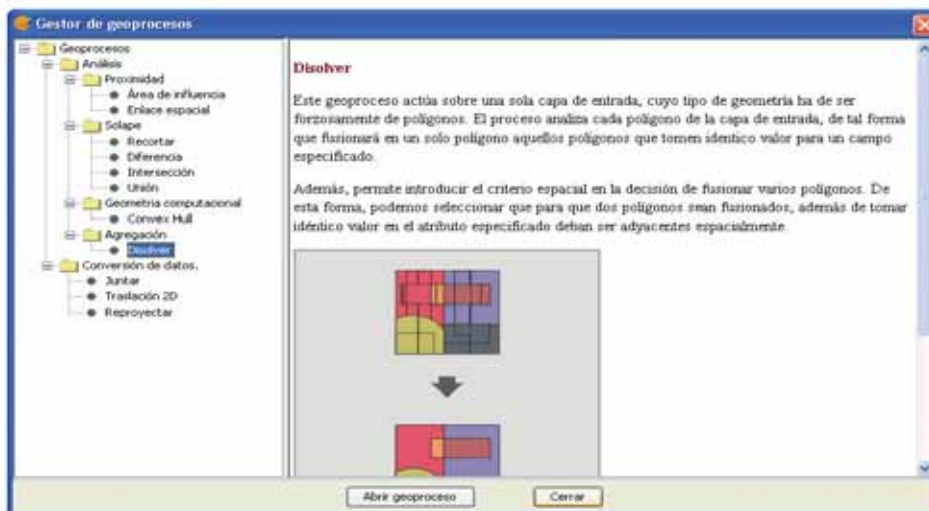 Gestor de geoprocesos
Geoprocesos
Análisis
Proximidad
Área de influencia
Enlace espacial
Solape
Recortar
Diferencia
Intersección
Unión
Geometria computacional
Convex Hull
Agregación
Disolver
Conversión de datos.
Juntar
Traslación 2D
Reproyectar
Disolver
Este geoproceso actúa sobre una sola capa de entrada, cuyo tipo de geometría ha de ser
forzosamente de polígonos. El proceso analiza cada polígono de la capa de entrada, de tal forma
que fusionará en un solo polígono aquellos polígonos que tomen identico valor para un campo
especificado.
Además, permite introducir el criterio espacial en la decisión de fusionar varios polígonos. De
esta forma, podemos seleccionar que para que dos polígonos sean fusionados, además de tomar
idéntico valor en el atributo especificado deban ser adyacentes espacialmente.
Abrir geoproceso
Cerrar